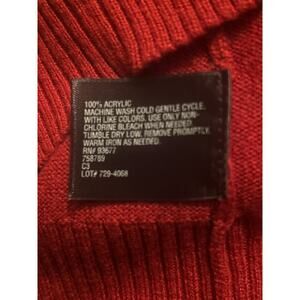 100% ACRYLIC
MACHINE WASH COLD GENTLE CYCLE,
WITH LIKE COLORS. USE ONLY NON-
CHLORINE BLEACH WHEN NEEDED.
TUMBLE DRY LOW. REMOVE PROMPTLY.
WARM IRON AS NEEDED.
RN# 93677
758789
C3
LOT# 729-4068